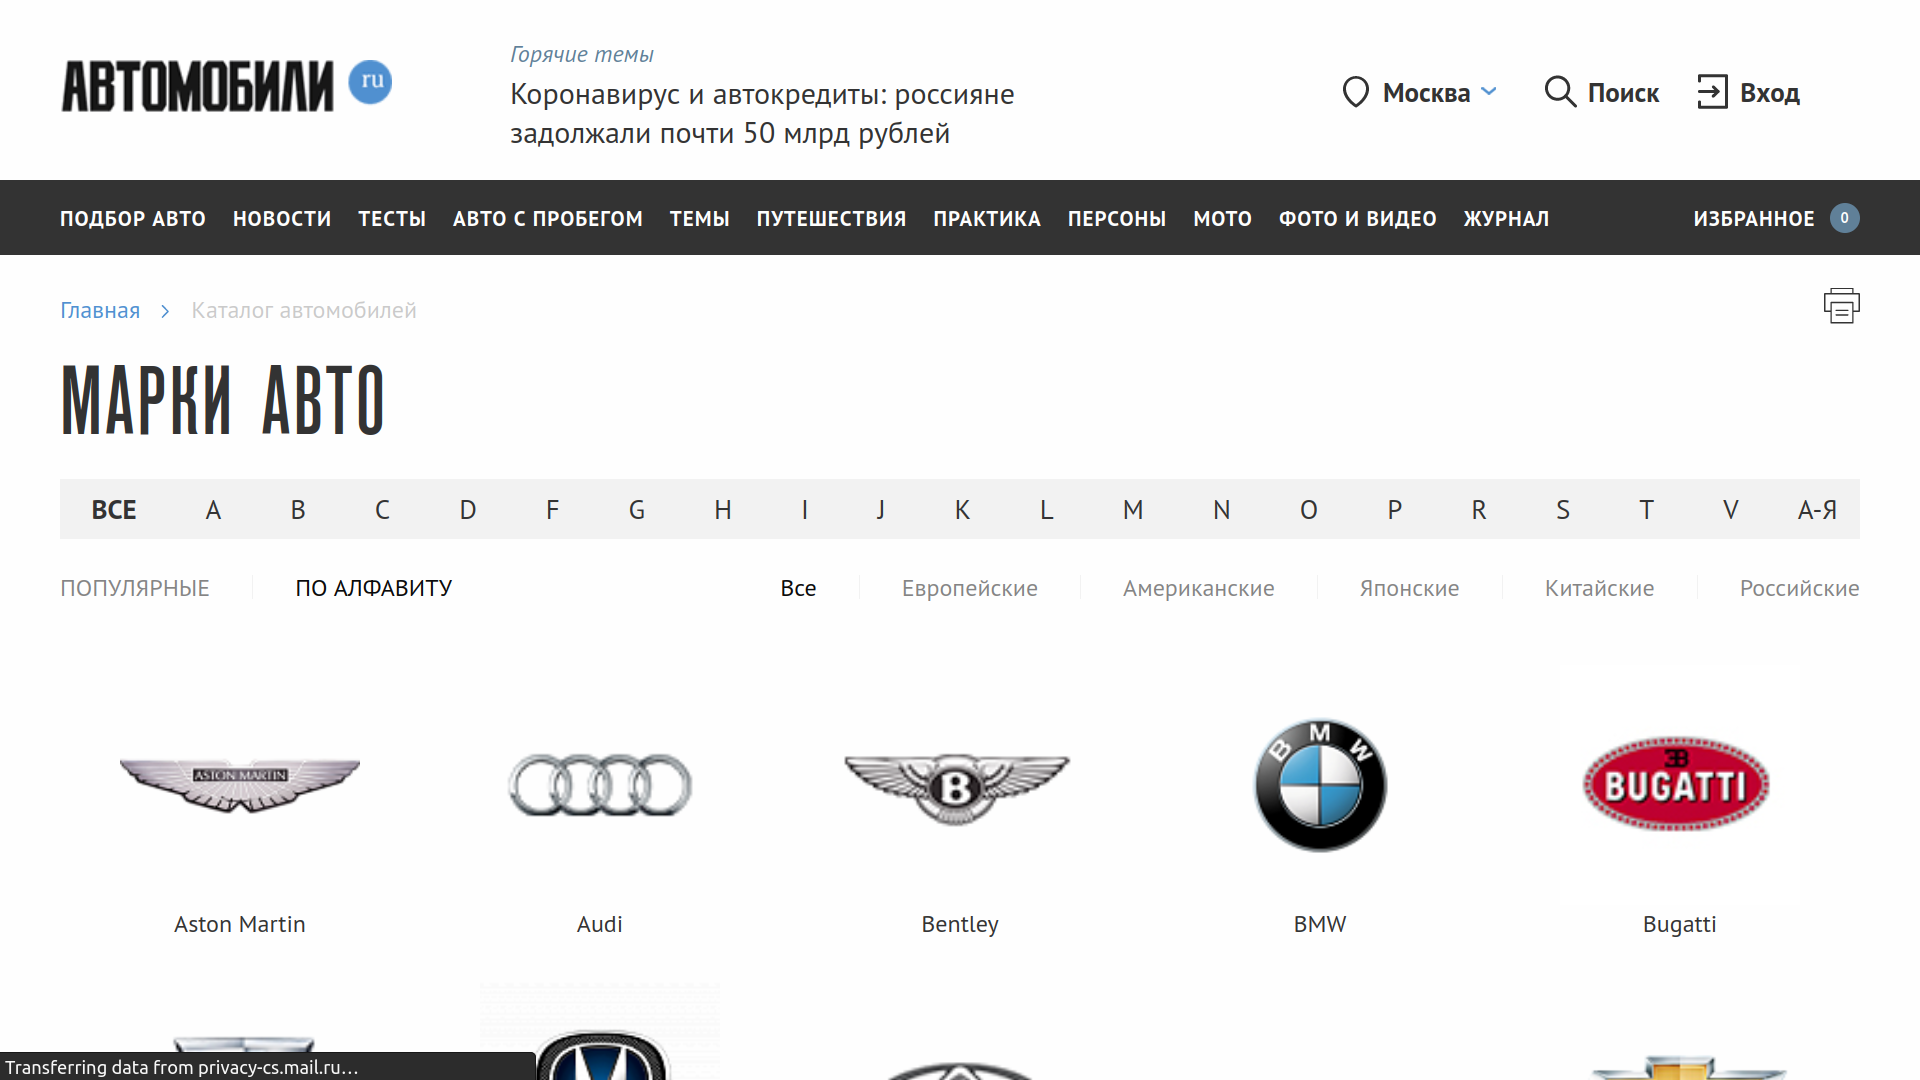 АВТОМОБИЛИ ru
Горячие темы
Коронавирус и автокредиты: россияне
задолжали почти 50 млрд рублей
Москва
Поиск
Вход
ПОДБОР АВТО НОВОСТИ ТЕСТЫ АВТО С ПРОБЕГОМ ТЕМЫ ПУТЕШЕСТВИЯ ПРАКТИКА ПЕРСОНЫ МОТО ФОТО И ВИДЕО ЖУРНАЛ ИЗБРАННОЕ 0
Главная Каталог автомобилей
МАРКИ АВТО
ВСЕ A B C D F G H I J K L M N O P R S T V А-Я
ПОПУЛЯРНЫЕ ПО АЛФАВИТУ Все Европейские Американские Японские Китайские Российские
ASTON MARTIN
B
BMW
BUGATTI
Aston Martin Audi Bentley BMW Bugatti
Transferring data from privacy-cs.mail.ru…